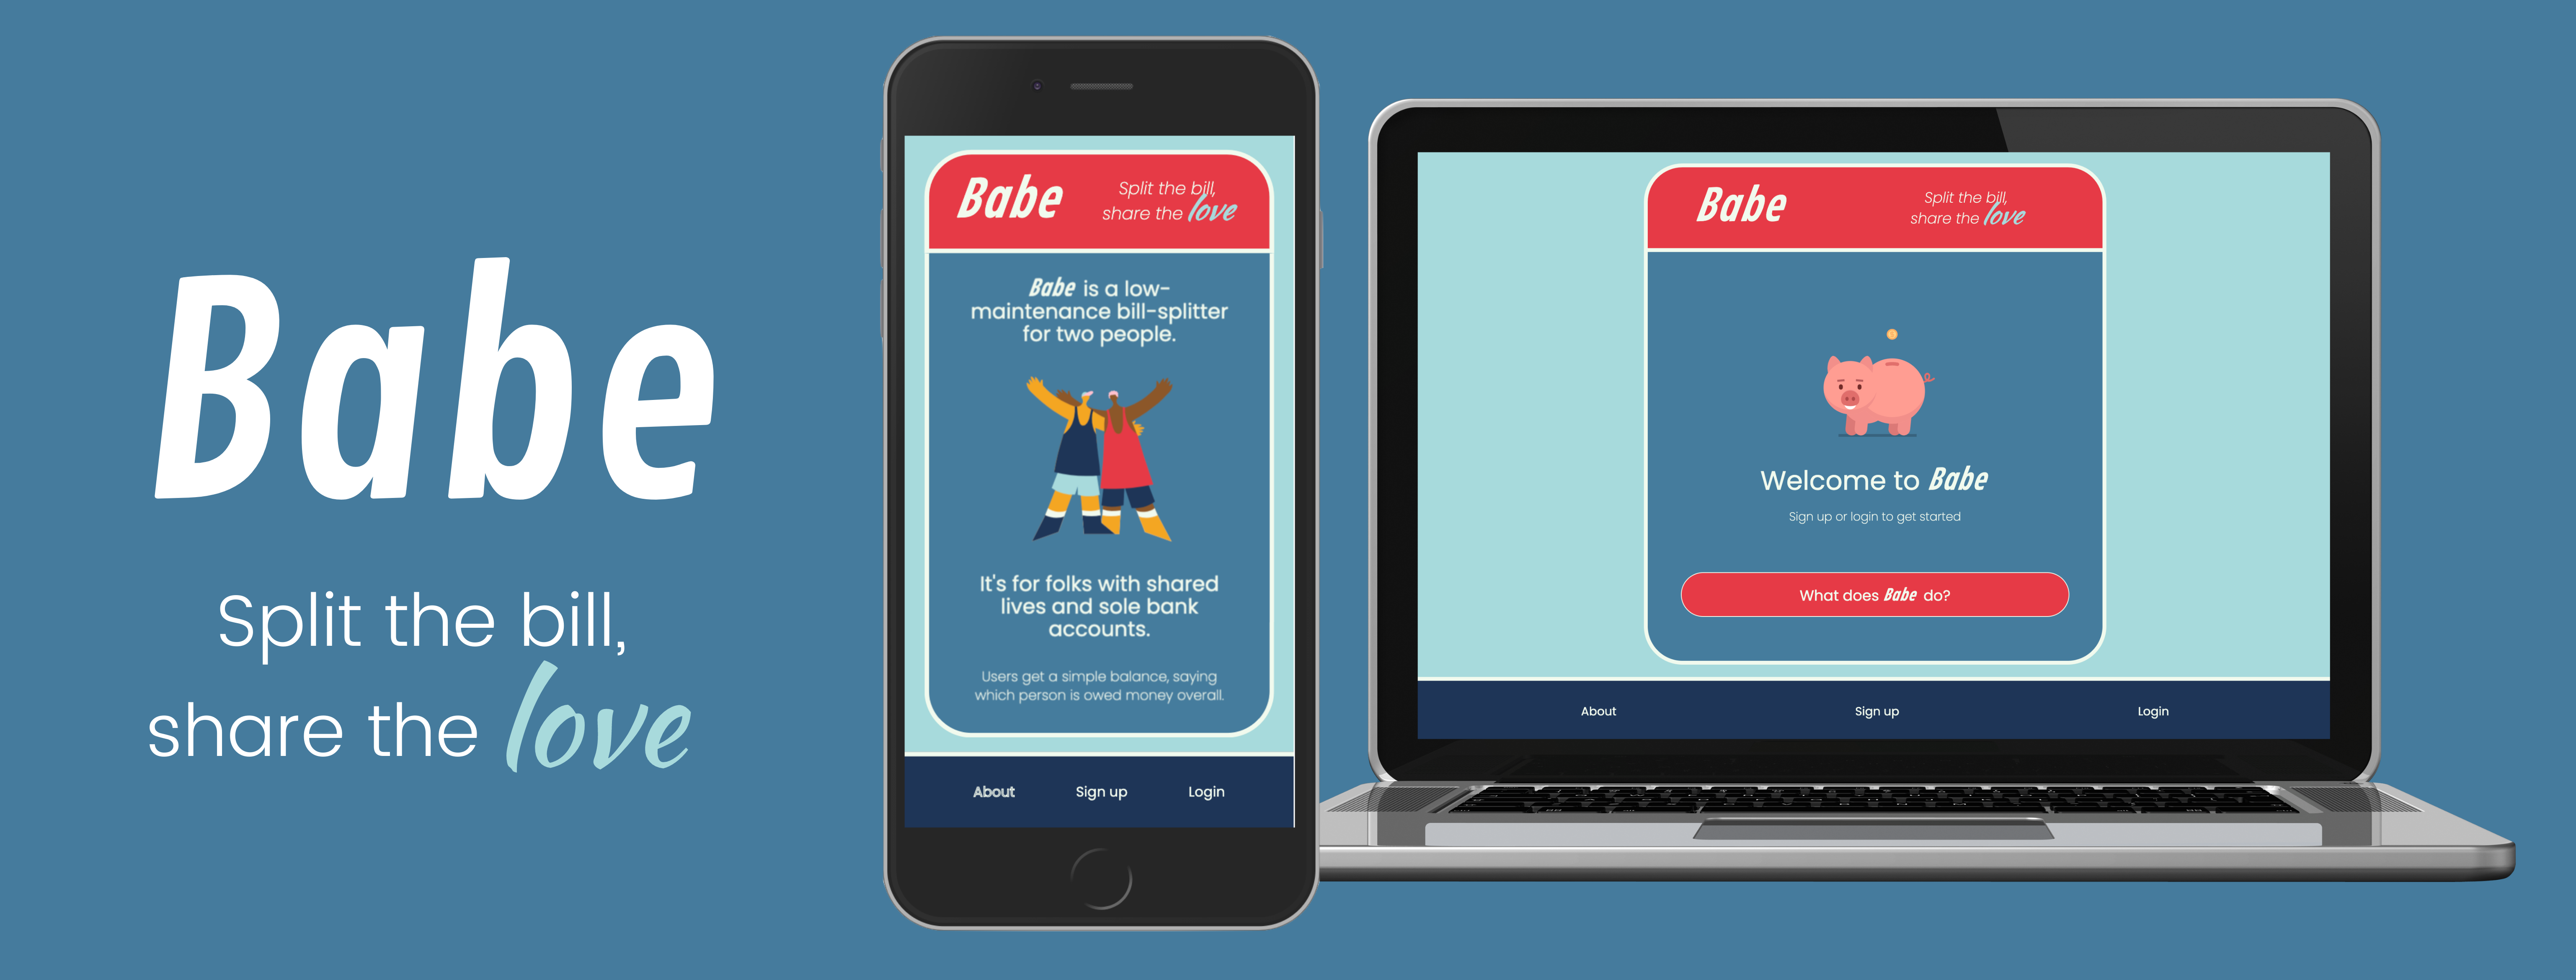 Babe
Split the bill,
share the love
Babe
Split the bill,
share the love
Babe is a low-
maintenance bill-splitter
for two people.
It's for folks with shared
lives and sole bank
accounts.
Users get a simple balance, saying
which person is owed money overall.
About Sign up Login
Babe
Split the bill,
share the love
Welcome to Babe
Sign up or login to get started
What does Babe do?
About Sign up Login